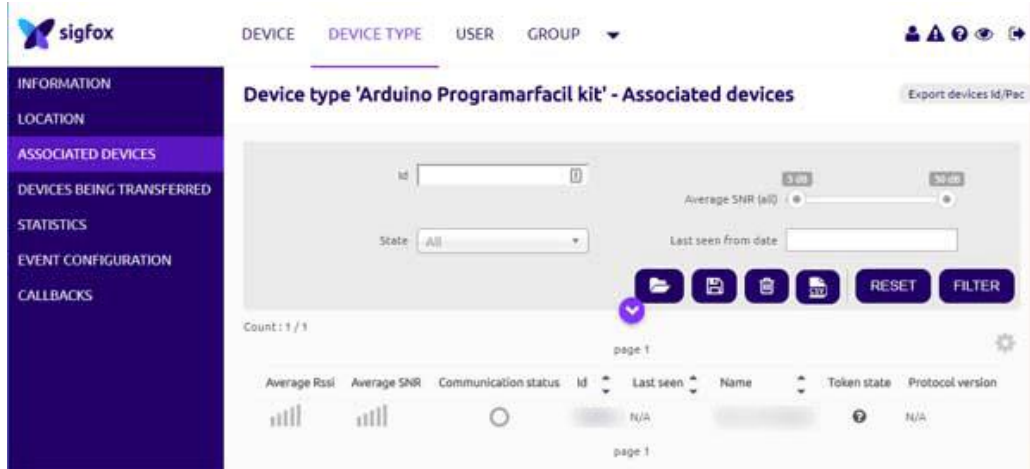 sigfox
DEVICE DEVICE TYPE USER GROUP
INFORMATION
LOCATION
ASSOCIATED DEVICES
DEVICES BEING TRANSFERRED
STATISTICS
EVENT CONFIGURATION
CALLBACKS
Device type 'Arduino Programarfacil kit' - Associated devices
Export devices Id/Pac
Id
5 dB 50 dB
Average SNR (all)
State All
Last seen from date
CSV RESET FILTER
Count : 1 / 1
page 1
Average Rssi Average SNR Communication status Id Last seen Name Token state Protocol version
N/A N/A
page 1